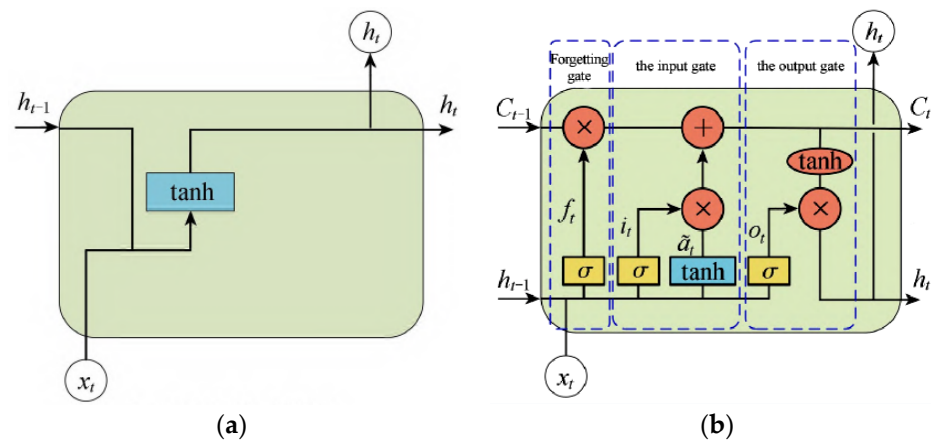 h_t
h_{t-1}
h_t
tanh
x_t
(a)
h_t
Forgetting
gate
the input gate
the output gate
C_{t-1}
×
+
C_t
tanh
f_t
i_t
×
o_t
×
ã_t
σ
σ
tanh
σ
h_{t-1}
h_t
x_t
(b)